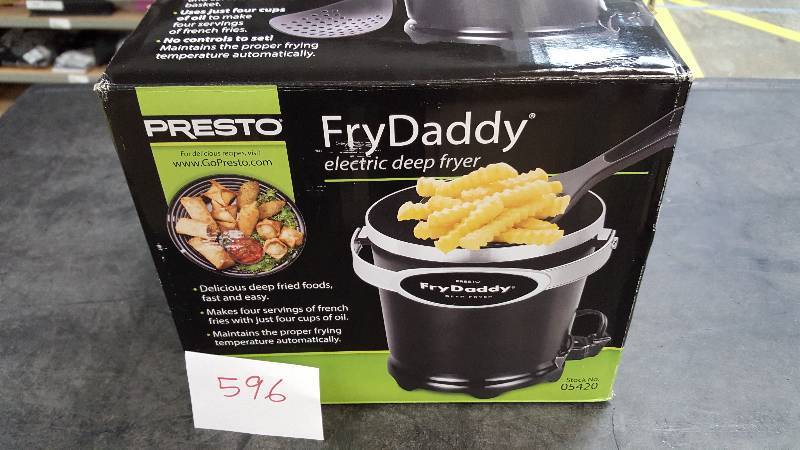 basket.
• Uses just four cups
of oil to make
four servings
of french fries.
• No controls to set!
Maintains the proper frying
temperature automatically.
PRESTO®
For delicious recipes, visit
www.GoPresto.com
FryDaddy®
electric deep fryer
• Delicious deep fried foods,
fast and easy.
• Makes four servings of french
fries with just four cups of oil.
• Maintains the proper frying
temperature automatically.
PRESTO
FryDaddy®
DEEP FRYER
Stock No.
05420
596